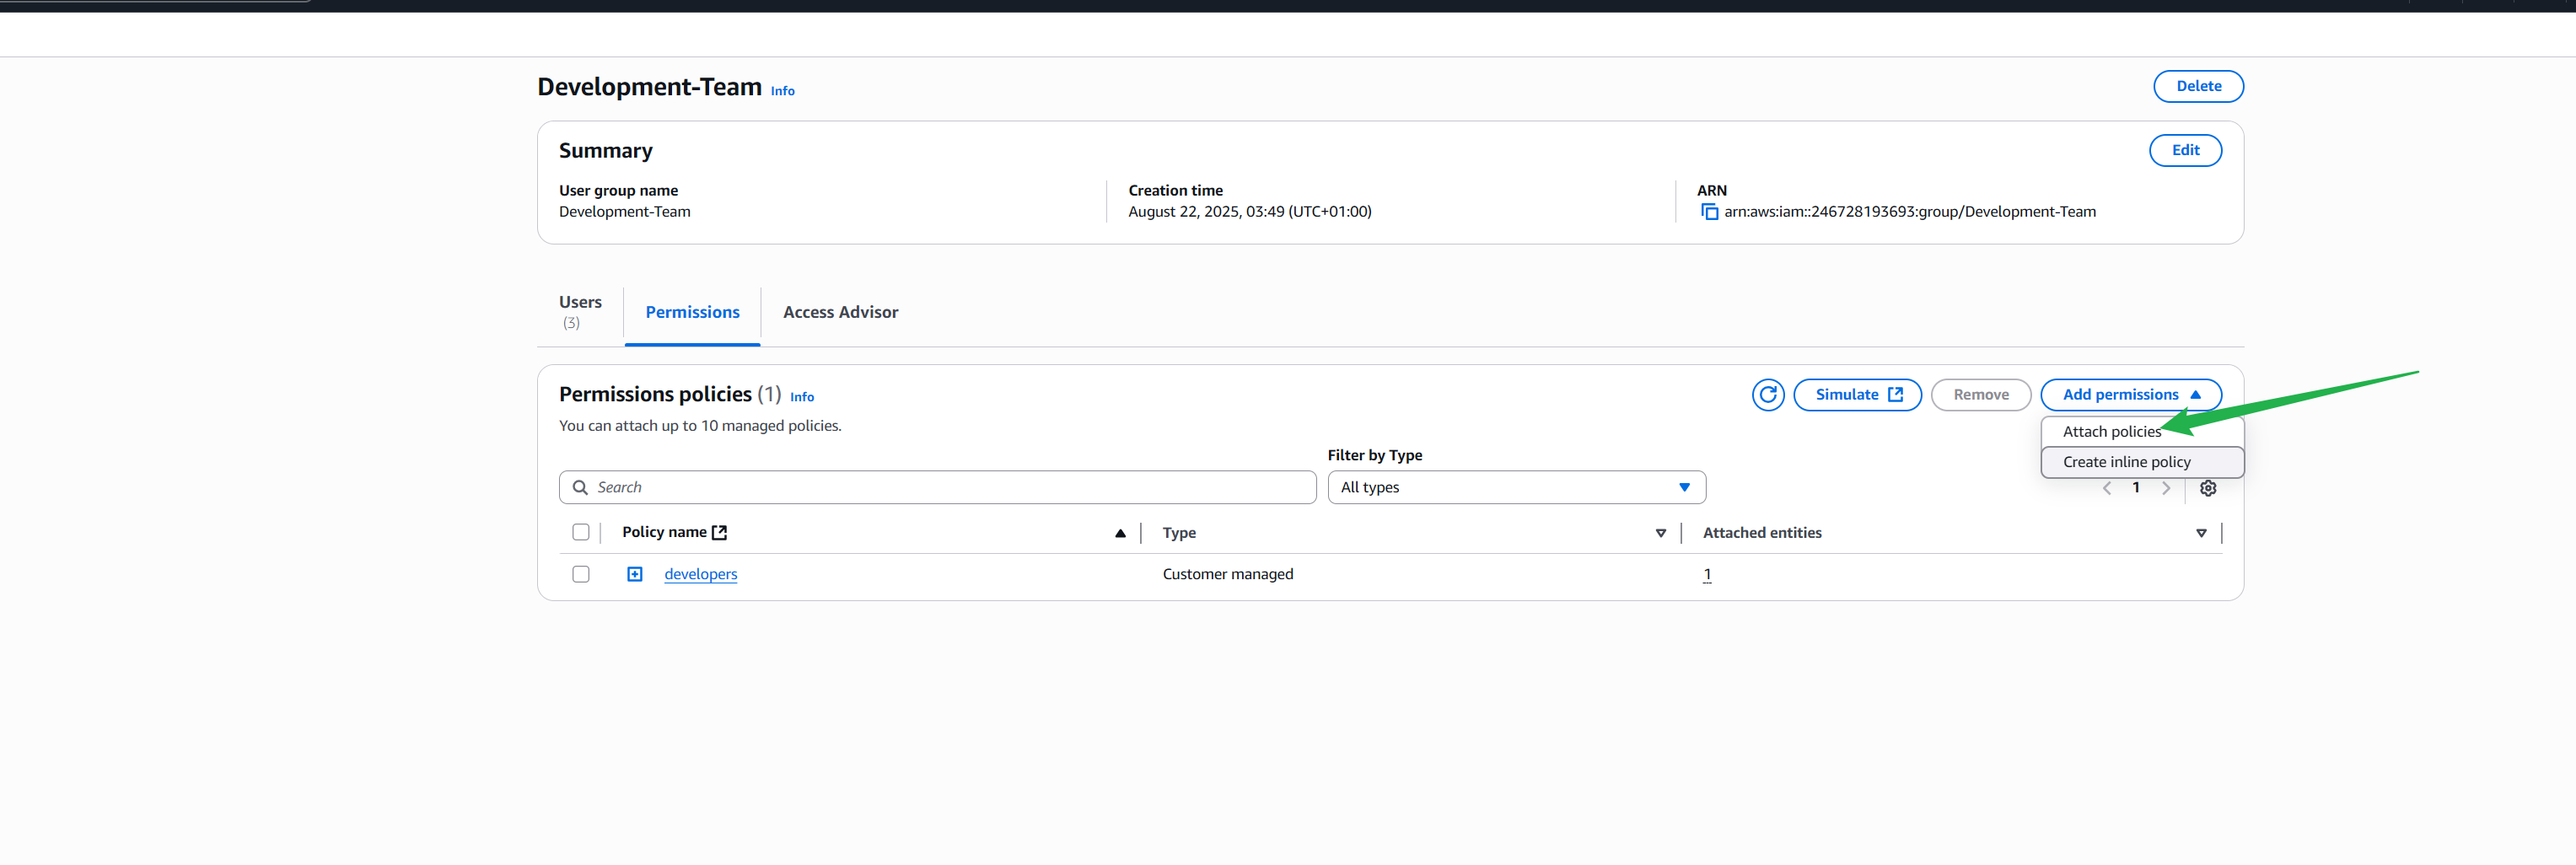 Development-Team Info
Delete
Summary
Edit
User group name
Development-Team
Creation time
August 22, 2025, 03:49 (UTC+01:00)
ARN
arn:aws:iam::246728193693:group/Development-Team
Users
(3)
Permissions
Access Advisor
Permissions policies (1) Info
You can attach up to 10 managed policies.
Simulate
Remove
Add permissions
Attach policies
Create inline policy
Filter by Type
Search
All types
1
Policy name
Type
Attached entities
developers
Customer managed
1